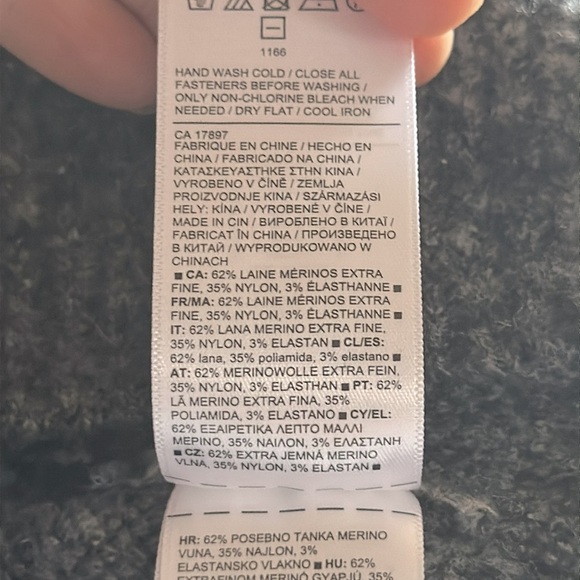 1166
HAND WASH COLD / CLOSE ALL
FASTENERS BEFORE WASHING /
ONLY NON-CHLORINE BLEACH WHEN
NEEDED / DRY FLAT / COOL IRON
CA 17897
FABRIQUE EN CHINE / HECHO EN
CHINA / FABRICADO NA CHINA /
ΚΑΤΑΣΚΕΥΑΣΤΗΚΕ ΣΤΗΝ ΚΙΝΑ /
VYROBENO V ČÍNĚ / ZEMLJA
PROIZVODNJE KINA / SZÁRMAZÁSI
HELY: KÍNA / VYROBENÉ V ČÍNE /
MADE IN CIN / ВИРОБЛЕНО В КИТАЇ /
FABRICAT ÎN CHINA / ПРОИЗВЕДЕНО
В КИТАЙ / WYPRODUKOWANO W
CHINACH
■ CA: 62% LAINE MÉRINOS EXTRA
FINE, 35% NYLON, 3% ÉLASTHANNE ■
FR/MA: 62% LAINE MÉRINOS EXTRA
FINE, 35% NYLON, 3% ÉLASTHANNE ■
IT: 62% LANA MERINO EXTRA FINE,
35% NYLON, 3% ELASTAN ■ CL/ES:
62% lana, 35% poliamida, 3% elastano ■
AT: 62% MERINOWOLLE EXTRA FEIN,
35% NYLON, 3% ELASTHAN ■ PT: 62%
LÃ MERINO EXTRA FINA, 35%
POLIAMIDA, 3% ELASTANO ■ CY/EL:
62% ΕΞΑΙΡΕΤΙΚΑ ΛΕΠΤΟ ΜΑΛΛΙ
ΜΕΡΙΝΟ, 35% ΝΑΙΛΟΝ, 3% ΕΛΑΣΤΑΝΗ
■ CZ: 62% EXTRA JEMNÁ MERINO
VLNA, 35% NYLON, 3% ELASTAN ■
HR: 62% POSEBNO TANKA MERINO
VUNA, 35% NAJLON, 3%
ELASTANSKO VLAKNO ■ HU: 62%
EXTRAFINOM MERINÓ GYAPJÚ, 35%